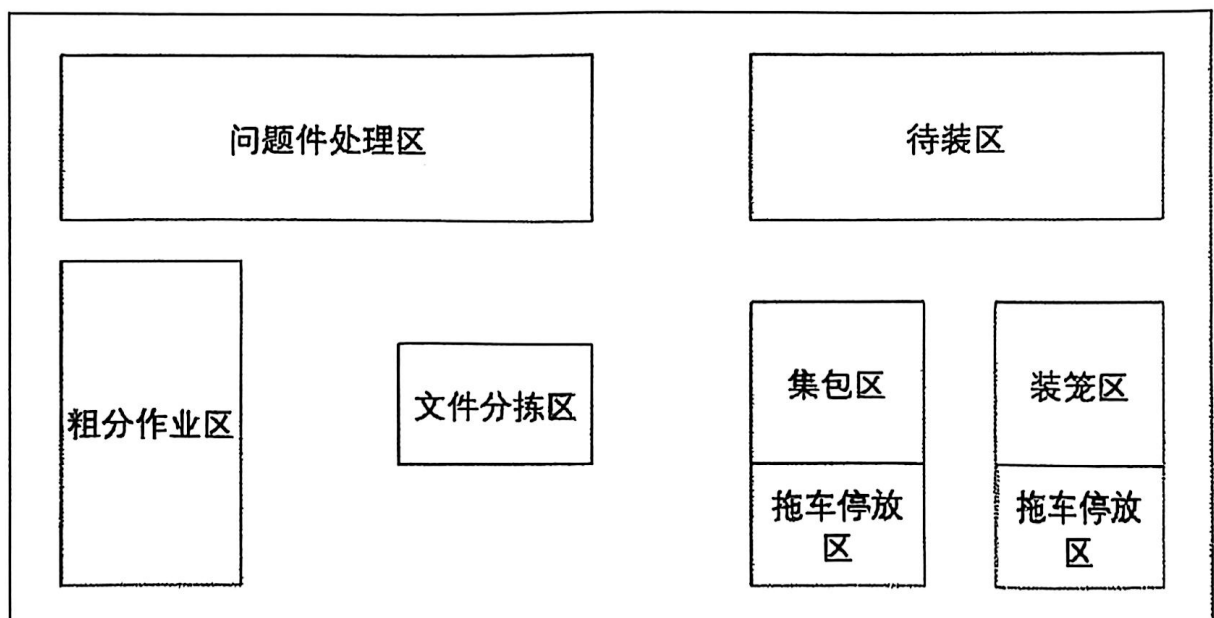 问题件处理区
待装区
粗分作业区
文件分拣区
集包区
装笼区
拖车停放
区
拖车停放
区